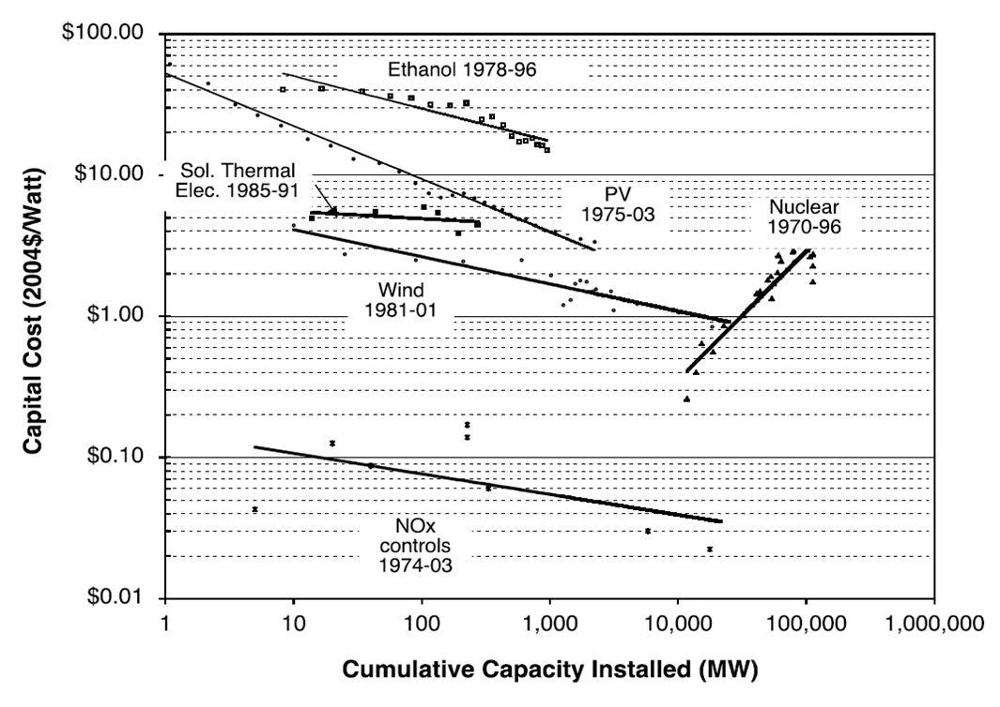 $100.00
Ethanol 1978-96
$10.00
Sol. Thermal
Elec. 1985-91
PV
1975-03
Nuclear
1970-96
Wind
1981-01
$1.00
$0.10
NOx
controls
1974-03
$0.01
Capital Cost (2004$/Watt)
1 10 100 1,000 10,000 100,000 1,000,000
Cumulative Capacity Installed (MW)